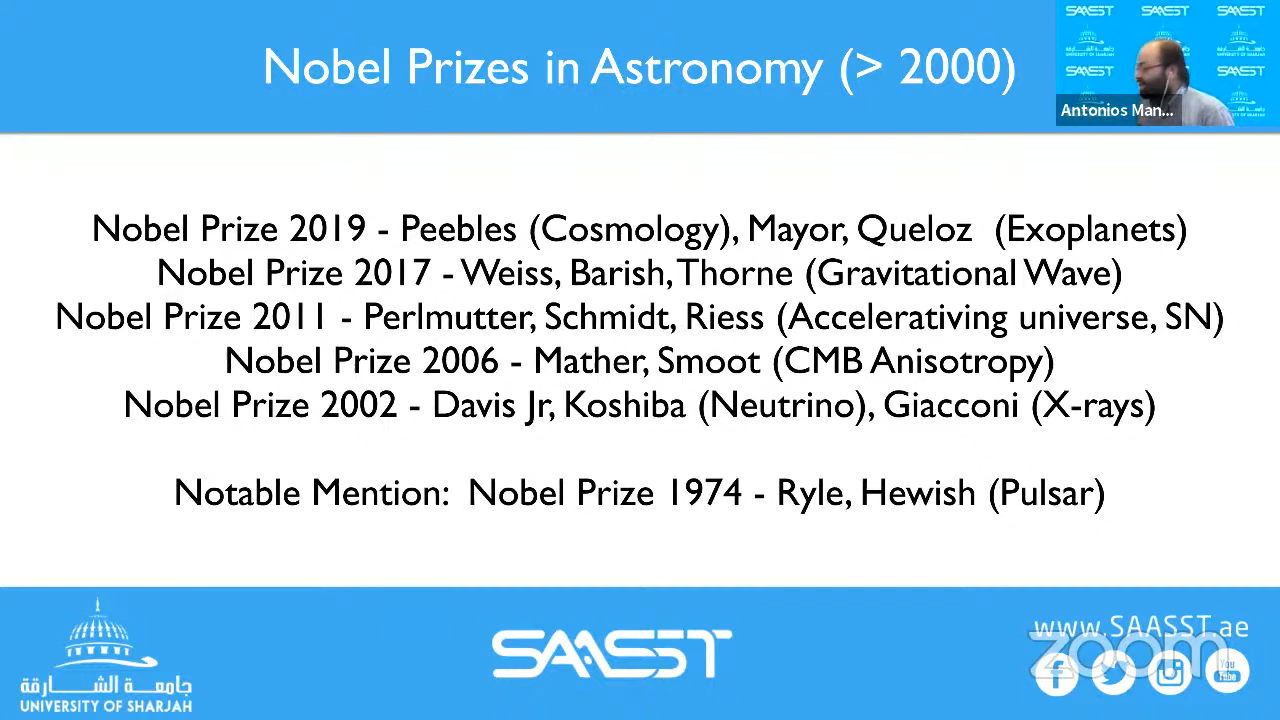 Nobel Prizes in Astronomy (> 2000)
SAASST SAASST SAASST
SAASST SAASST
Antonios Man...
Nobel Prize 2019 - Peebles (Cosmology), Mayor, Queloz (Exoplanets)
Nobel Prize 2017 - Weiss, Barish, Thorne (Gravitational Wave)
Nobel Prize 2011 - Perlmutter, Schmidt, Riess (Accelerativing universe, SN)
Nobel Prize 2006 - Mather, Smoot (CMB Anisotropy)
Nobel Prize 2002 - Davis Jr, Koshiba (Neutrino), Giacconi (X-rays)
Notable Mention: Nobel Prize 1974 - Ryle, Hewish (Pulsar)
جامعة الشارقة
UNIVERSITY OF SHARJAH
SAASST
www.SAASST.ae
zoom
You
Tube